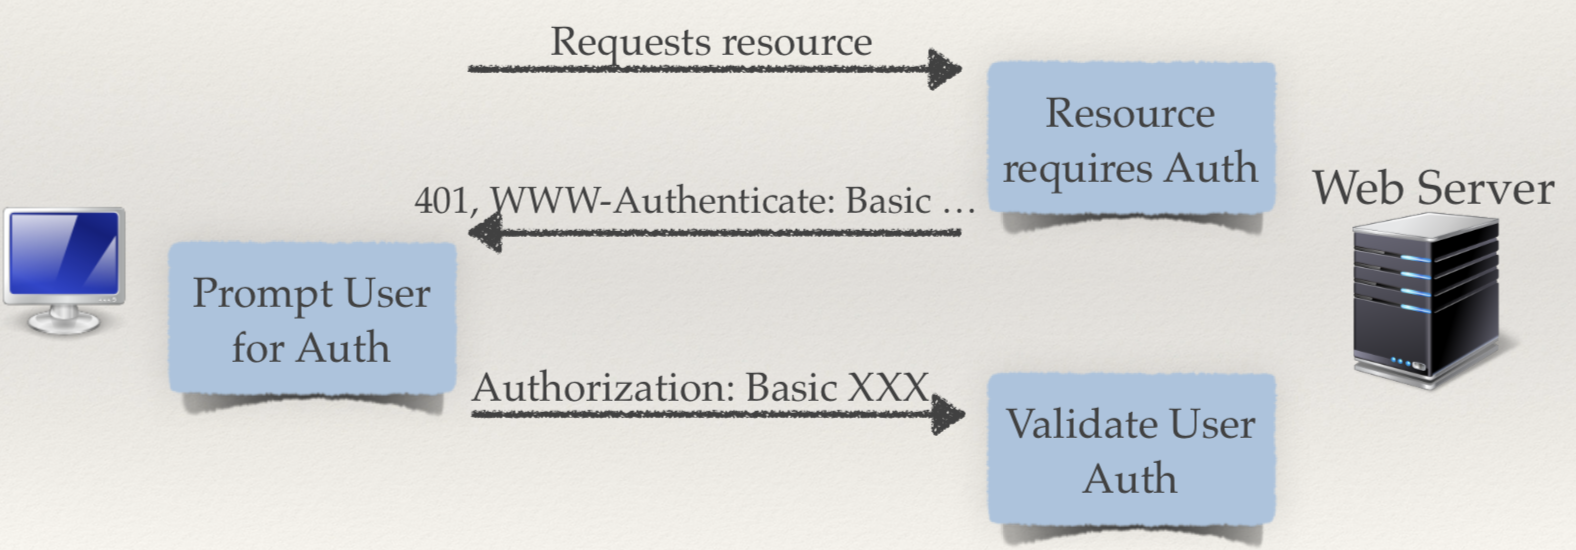 Requests resource
Resource
requires Auth
Web Server
401, WWW-Authenticate: Basic …
Prompt User
for Auth
Authorization: Basic XXX
Validate User
Auth